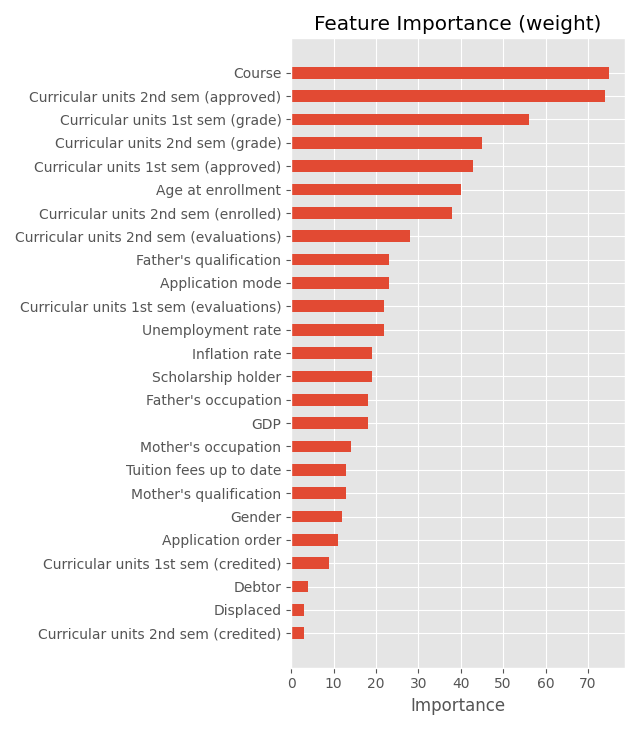 Feature Importance (weight)
Course
Curricular units 2nd sem (approved)
Curricular units 1st sem (grade)
Curricular units 2nd sem (grade)
Curricular units 1st sem (approved)
Age at enrollment
Curricular units 2nd sem (enrolled)
Curricular units 2nd sem (evaluations)
Father's qualification
Application mode
Curricular units 1st sem (evaluations)
Unemployment rate
Inflation rate
Scholarship holder
Father's occupation
GDP
Mother's occupation
Tuition fees up to date
Mother's qualification
Gender
Application order
Curricular units 1st sem (credited)
Debtor
Displaced
Curricular units 2nd sem (credited)
0 10 20 30 40 50 60 70
Importance